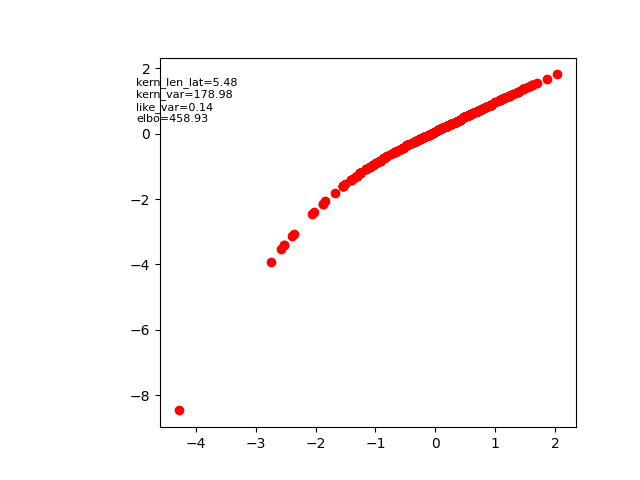 kern_len_lat=5.48
kern_var=178.98
like_var=0.14
elbo=458.93
2
0
−2
−4
−6
−8
−4 −3 −2 −1 0 1 2